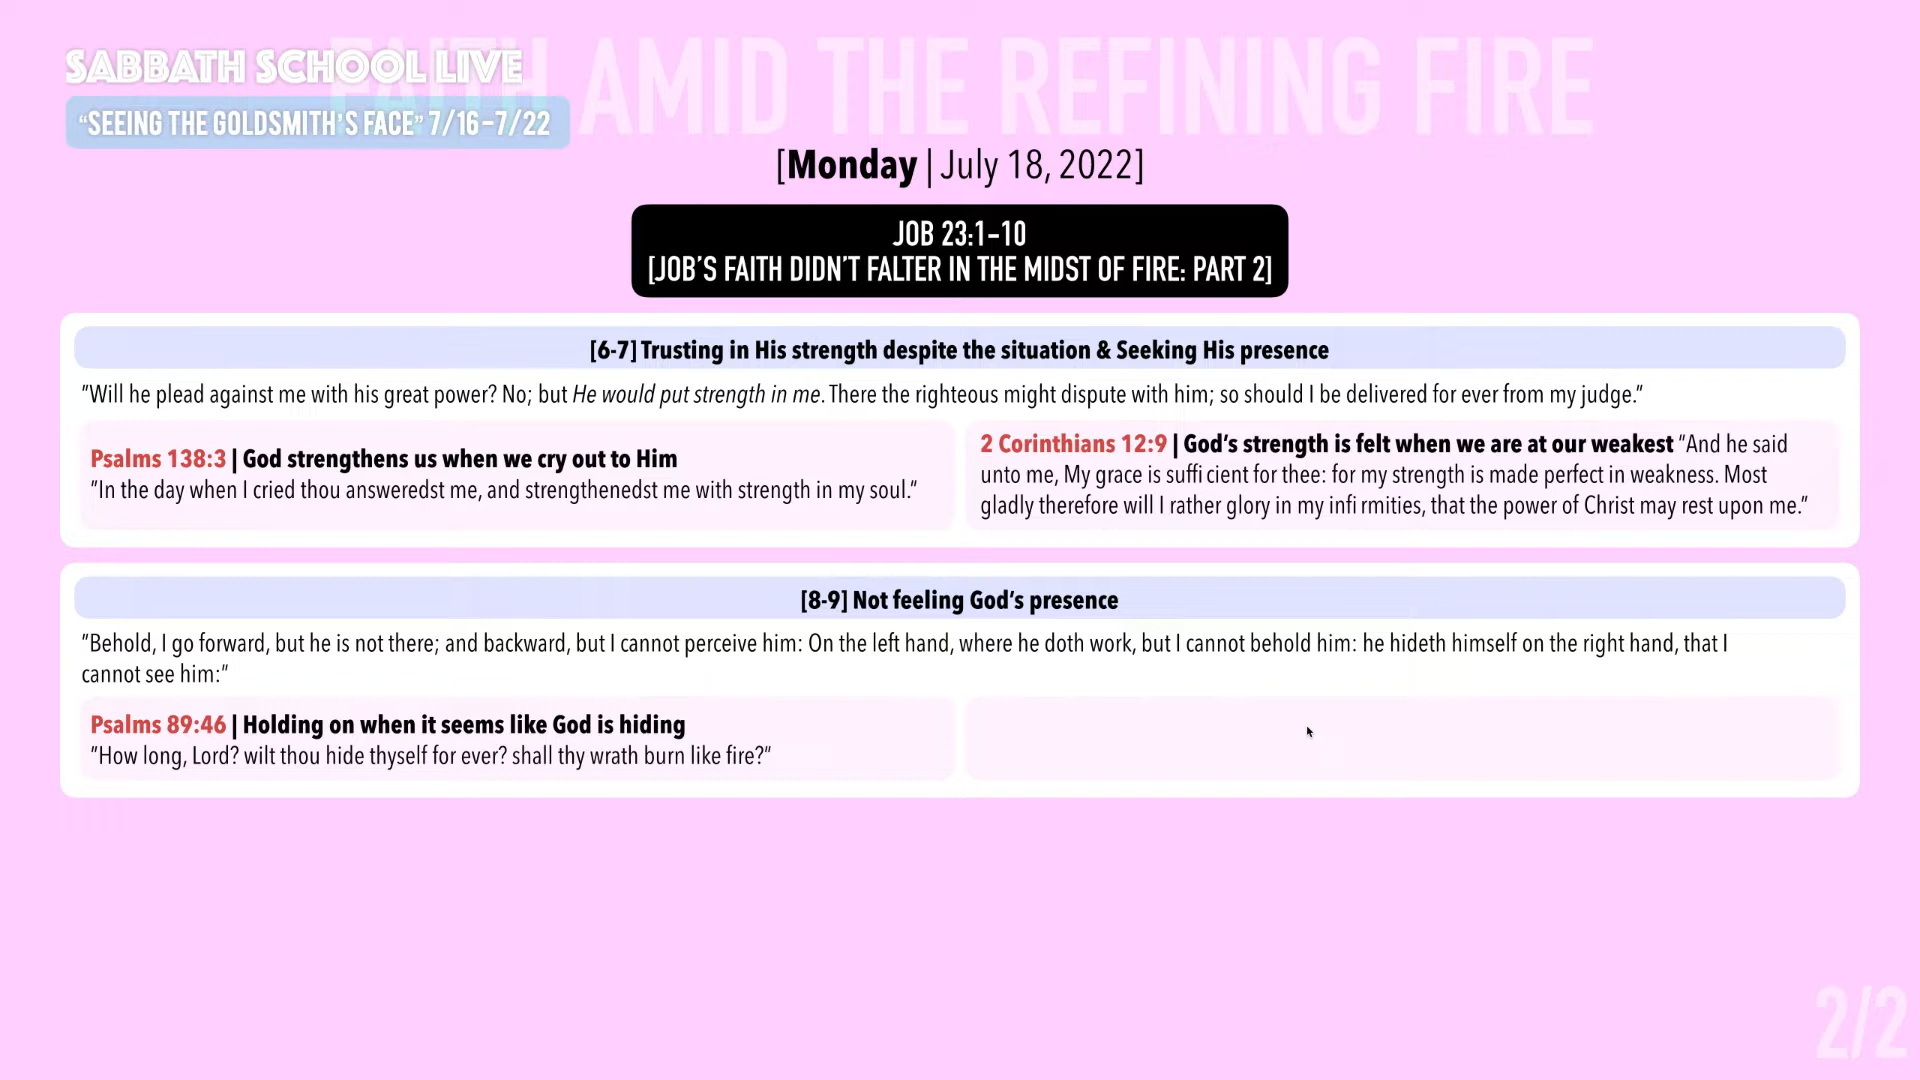 FAITH AMID THE REFINING FIRE
SABBATH SCHOOL LIVE
“SEEING THE GOLDSMITH’S FACE” 7/16–7/22
[Monday | July 18, 2022]
JOB 23:1–10
[JOB’S FAITH DIDN’T FALTER IN THE MIDST OF FIRE: PART 2]
[6-7] Trusting in His strength despite the situation & Seeking His presence
"Will he plead against me with his great power? No; but He would put strength in me. There the righteous might dispute with him; so should I be delivered for ever from my judge."
Psalms 138:3 | God strengthens us when we cry out to Him
"In the day when I cried thou answeredst me, and strengthenedst me with strength in my soul."
2 Corinthians 12:9 | God’s strength is felt when we are at our weakest "And he said
unto me, My grace is suffi cient for thee: for my strength is made perfect in weakness. Most
gladly therefore will I rather glory in my infi rmities, that the power of Christ may rest upon me."
[8-9] Not feeling God’s presence
"Behold, I go forward, but he is not there; and backward, but I cannot perceive him: On the left hand, where he doth work, but I cannot behold him: he hideth himself on the right hand, that I
cannot see him:"
Psalms 89:46 | Holding on when it seems like God is hiding
"How long, Lord? wilt thou hide thyself for ever? shall thy wrath burn like fire?"
2/2